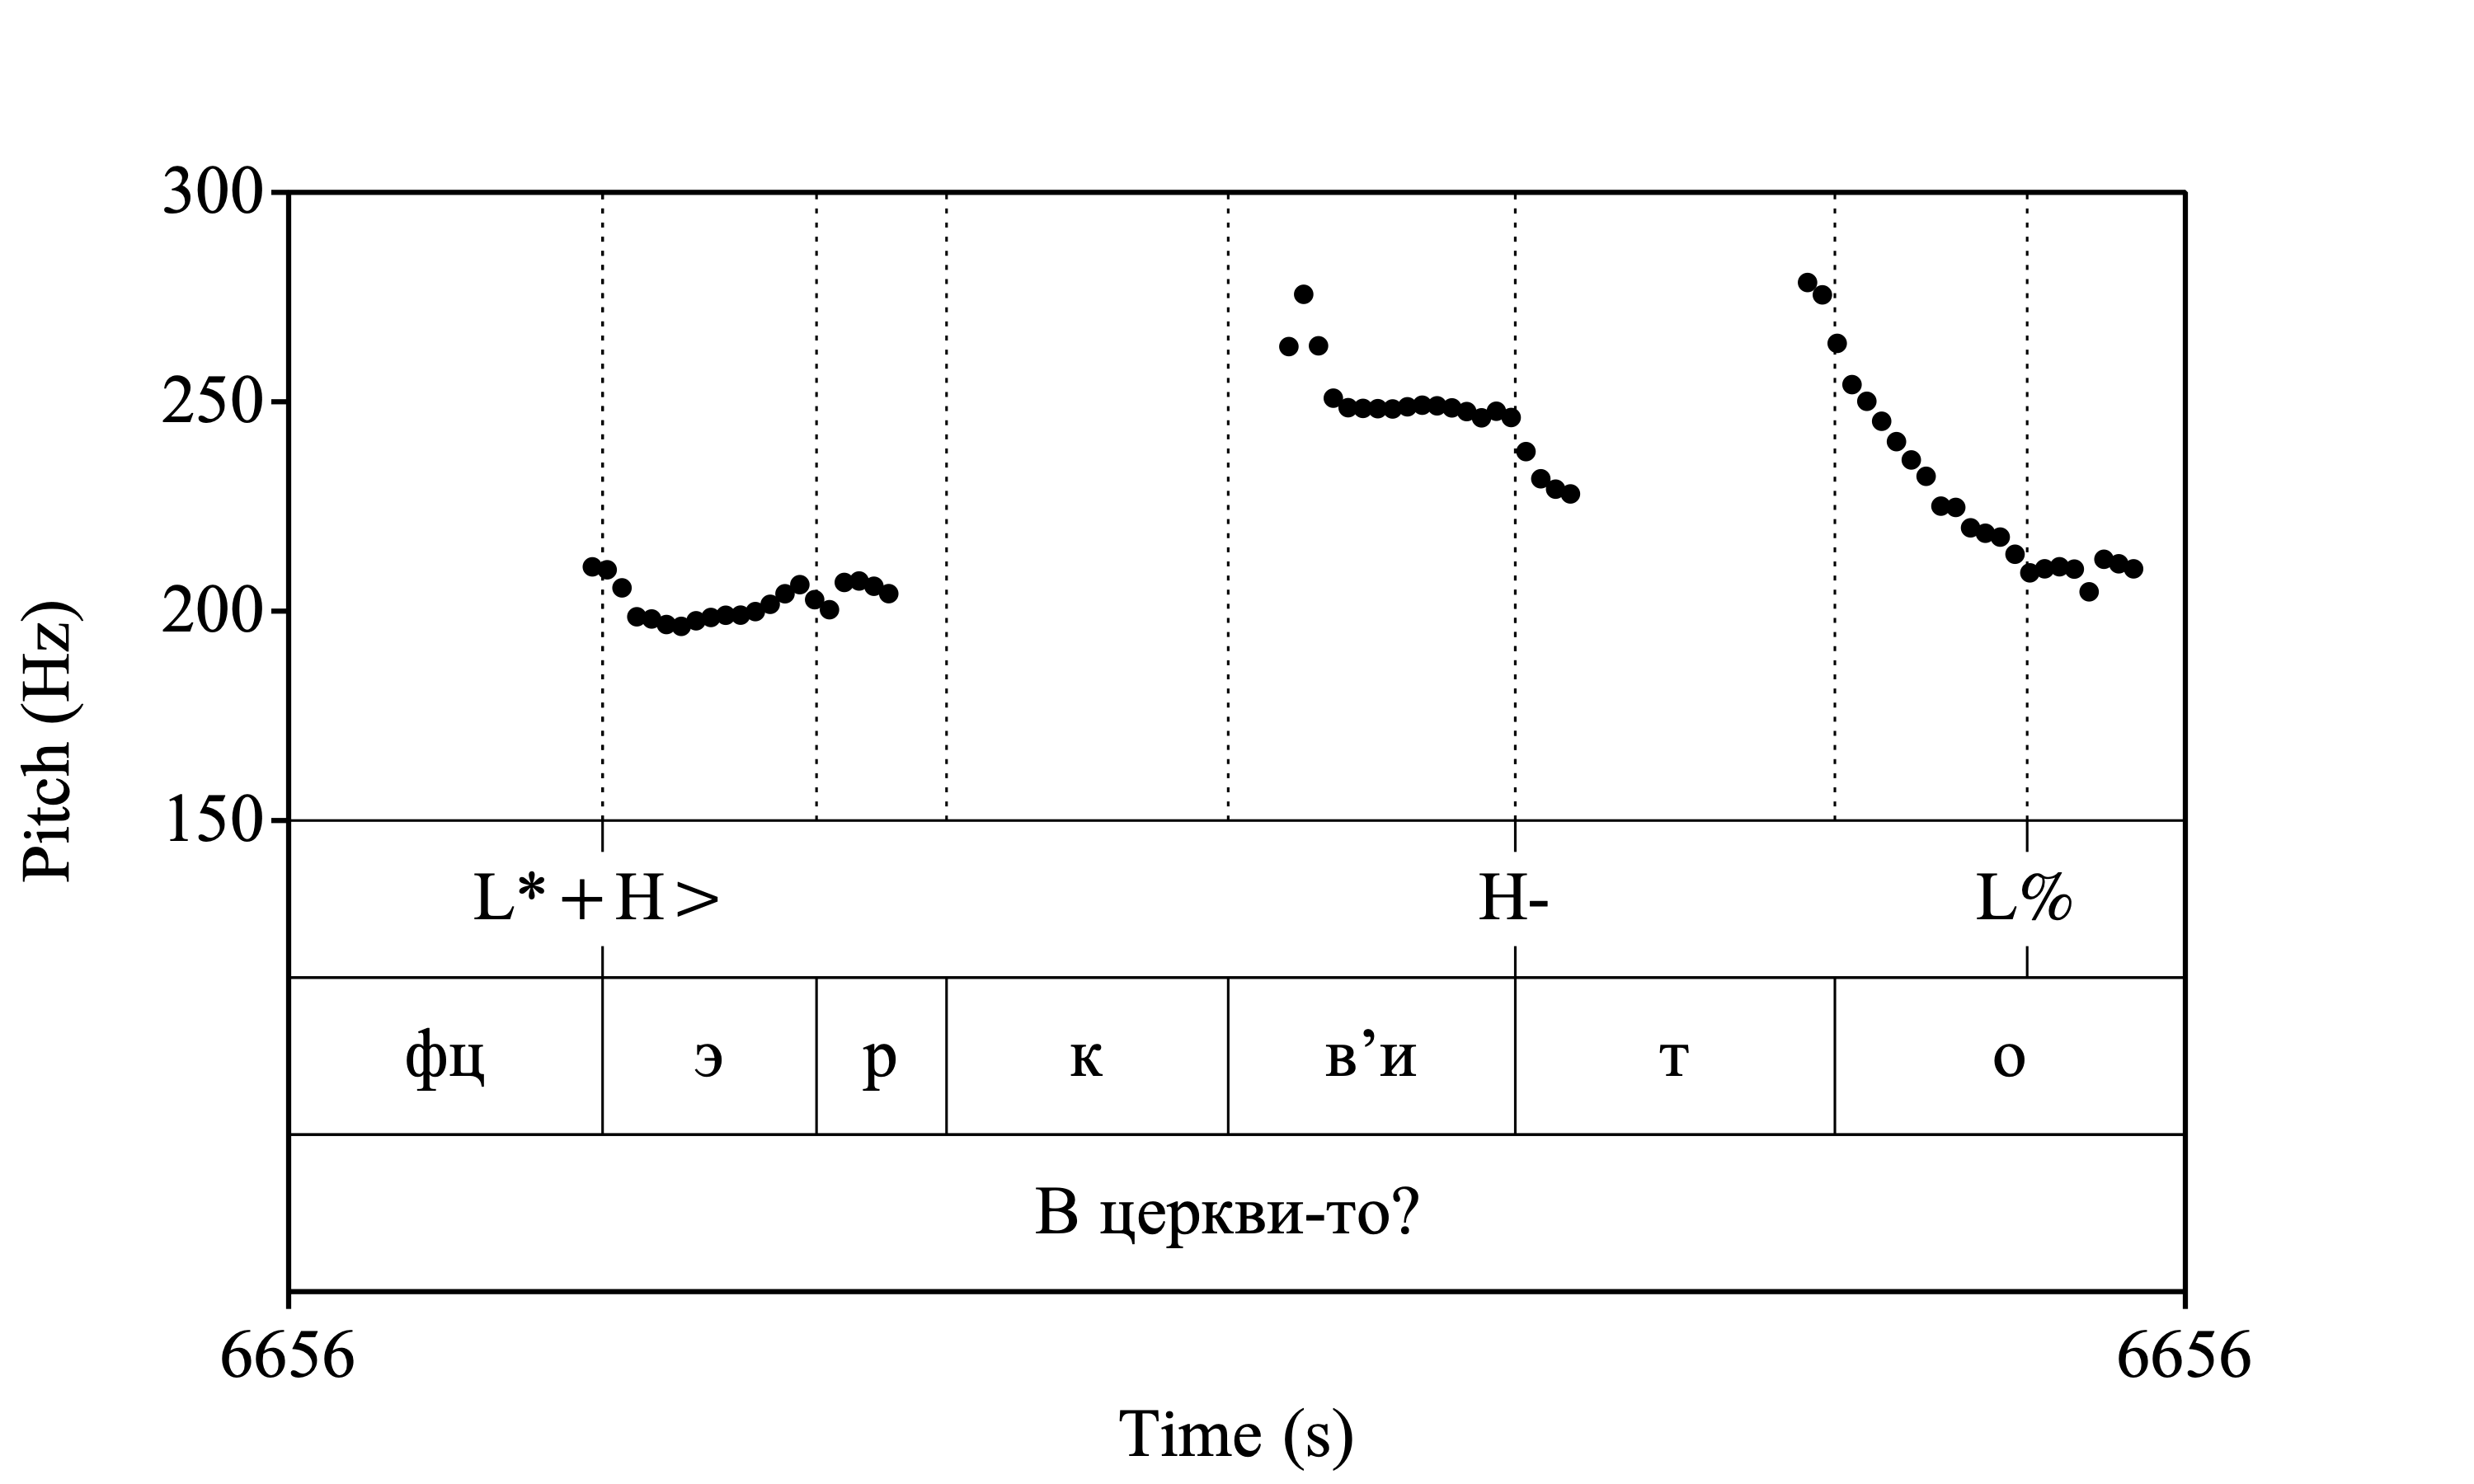 300
250
200
150
Pitch (Hz)
L*+H> H- L%
фц э р к в’и т о
В церкви-то?
6656 6656
Time (s)